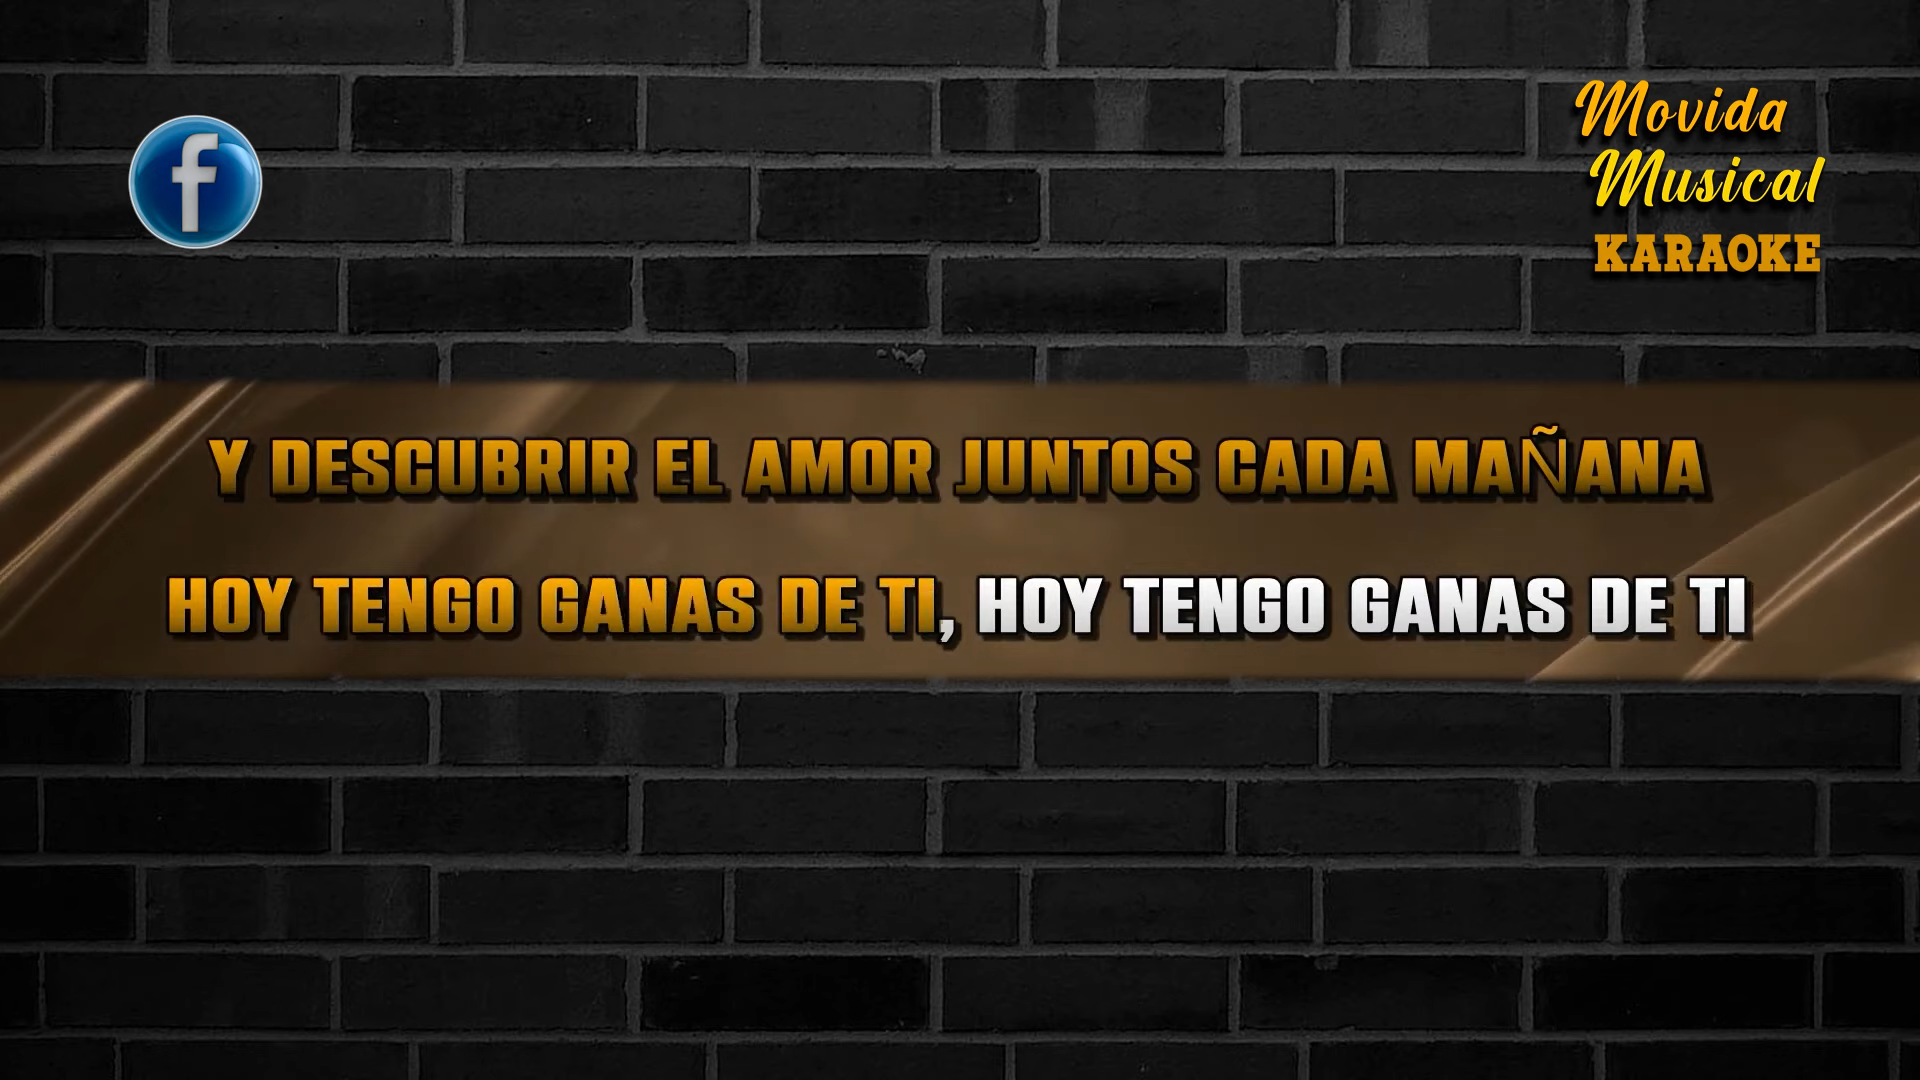 f
Movida
Musical
KARAOKE
Y DESCUBRIR EL AMOR JUNTOS CADA MAÑANA
HOY TENGO GANAS DE TI, HOY TENGO GANAS DE TI